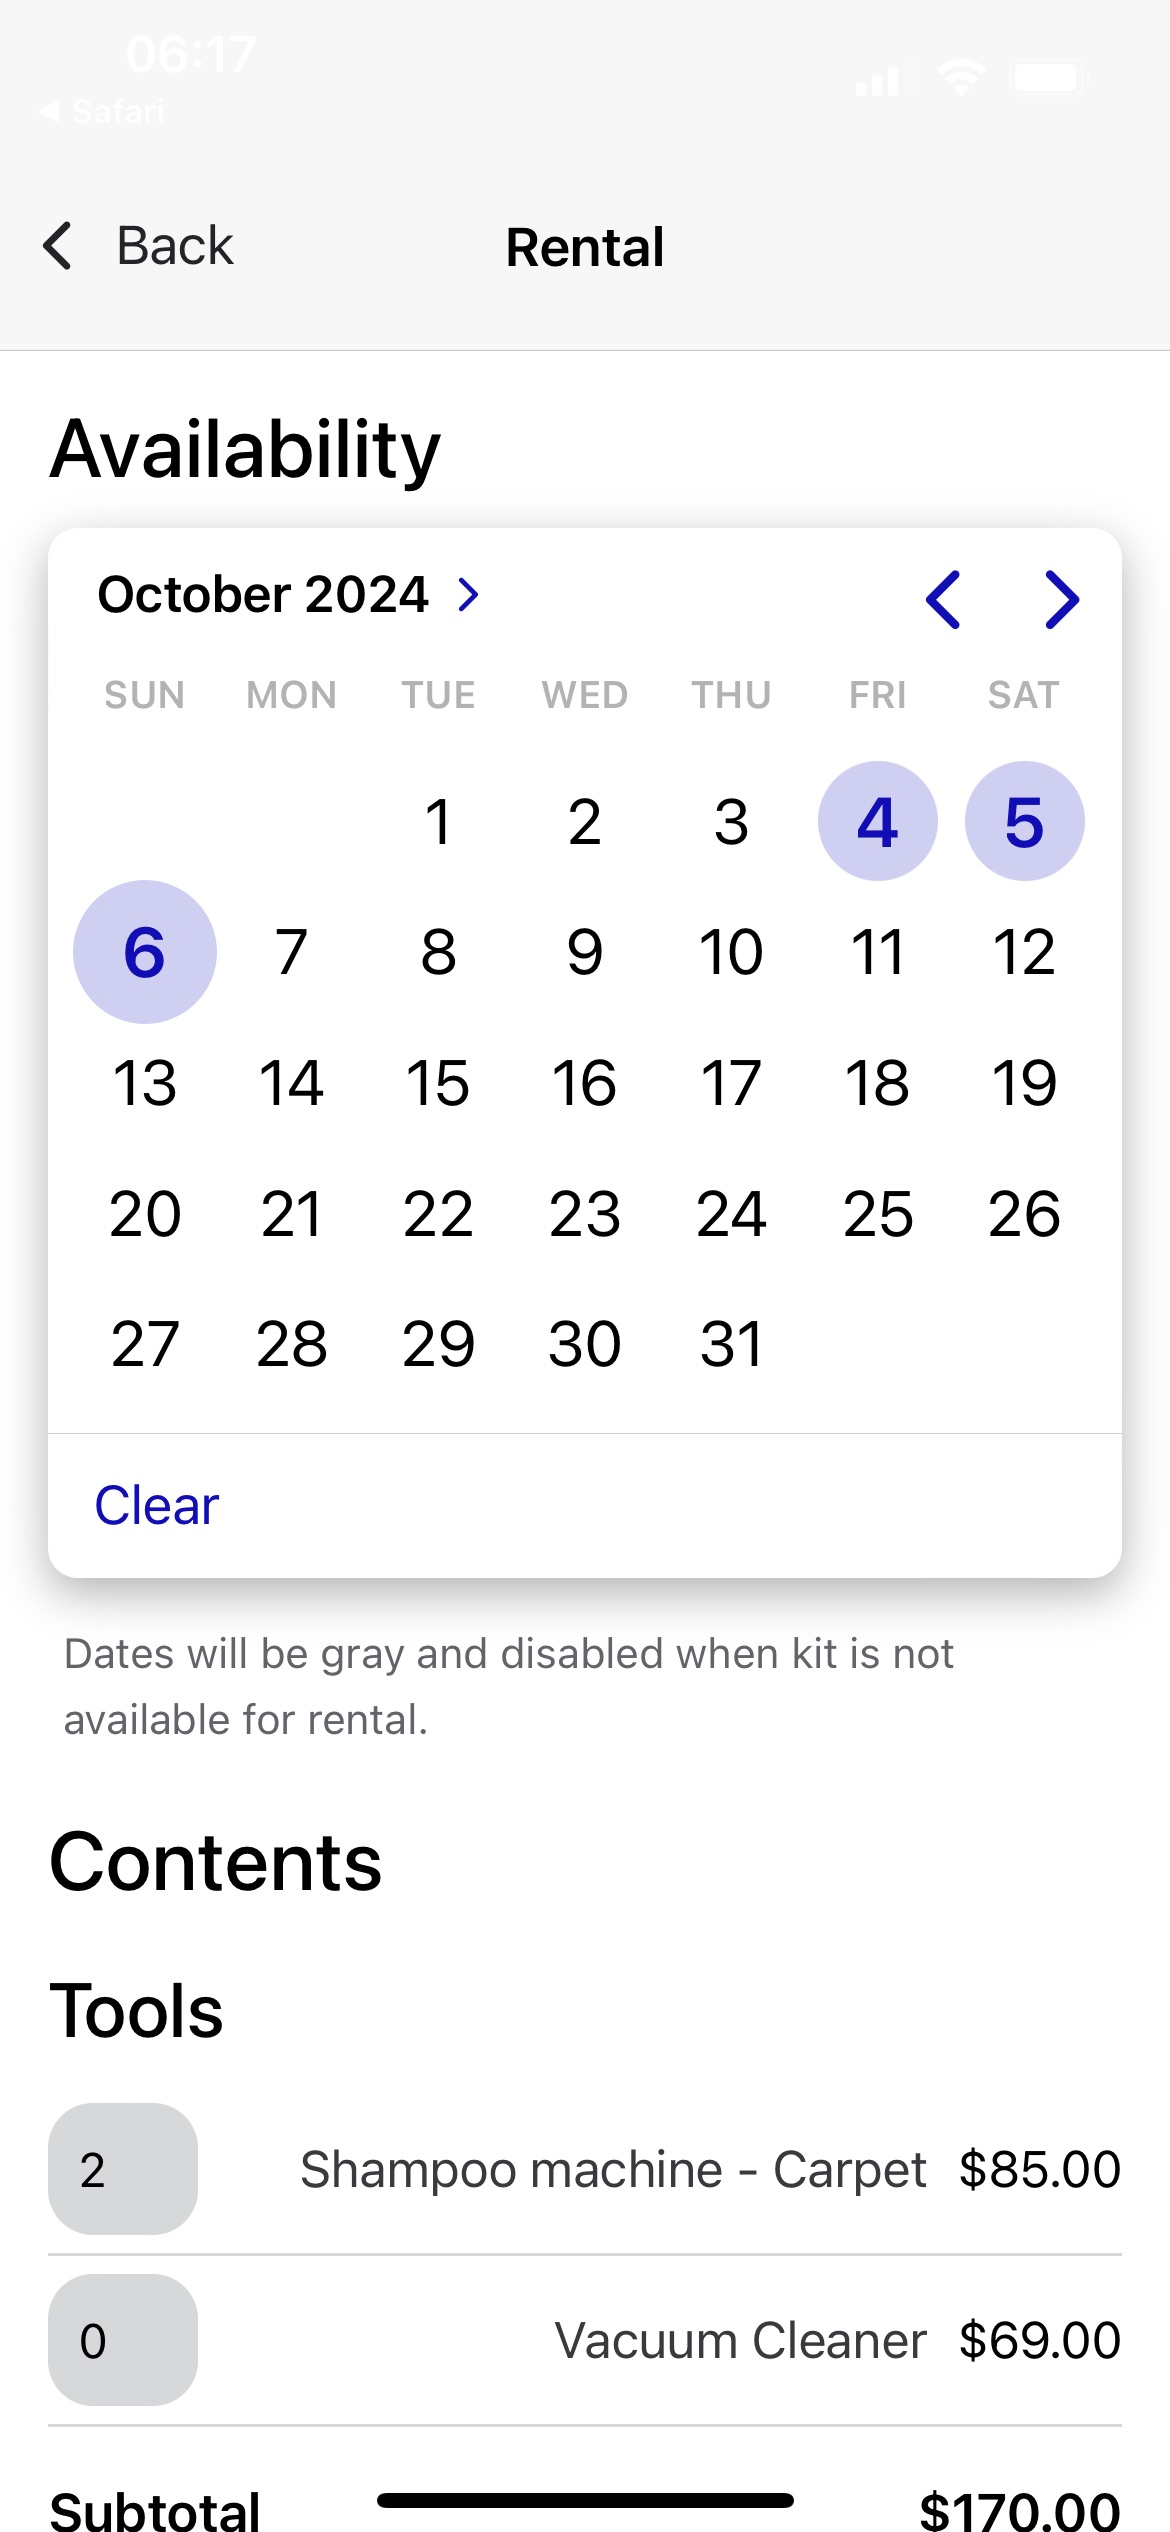 06:17
◀ Safari
Back
Rental
Availability
October 2024
SUN MON TUE WED THU FRI SAT
1 2 3 4 5
6 7 8 9 10 11 12
13 14 15 16 17 18 19
20 21 22 23 24 25 26
27 28 29 30 31
Clear
Dates will be gray and disabled when kit is not
available for rental.
Contents
Tools
2 Shampoo machine - Carpet $85.00
0 Vacuum Cleaner $69.00
Subtotal $170.00